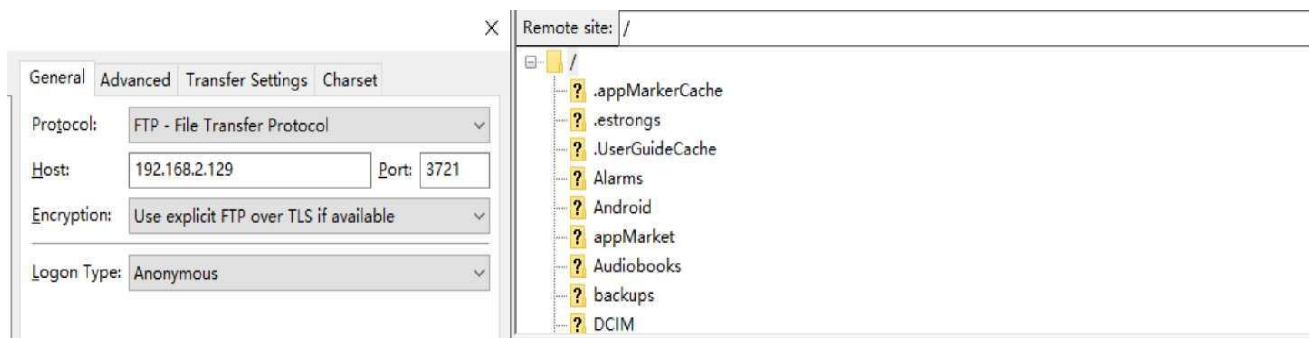 General Advanced Transfer Settings Charset
Protocol: FTP - File Transfer Protocol
Host: 192.168.2.129 Port: 3721
Encryption: Use explicit FTP over TLS if available
Logon Type: Anonymous
Remote site: /
/
.appMarkerCache
.estrongs
.UserGuideCache
Alarms
Android
appMarket
Audiobooks
backups
DCIM